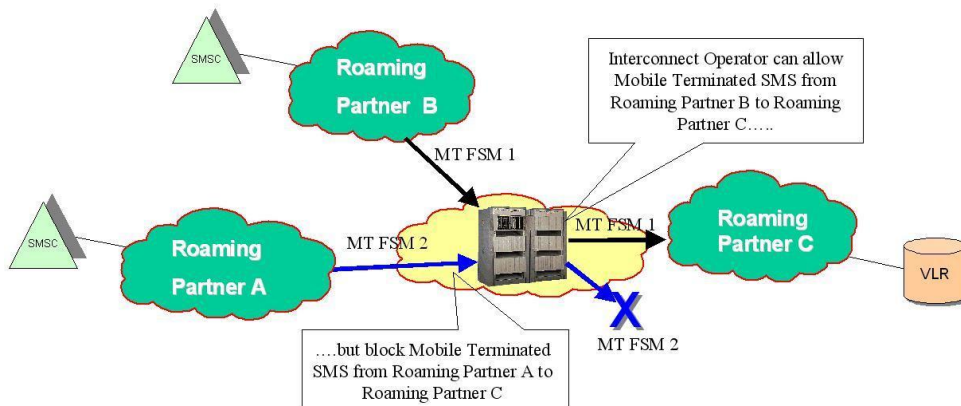 SMSC
Roaming
Partner B
Interconnect Operator can allow
Mobile Terminated SMS from
Roaming Partner B to Roaming
Partner C…..
MT FSM 1
SMSC
Roaming
Partner A
MT FSM 2
MT FSM 1
Roaming
Partner C
VLR
X
MT FSM 2
….but block Mobile Terminated
SMS from Roaming Partner A to
Roaming Partner C